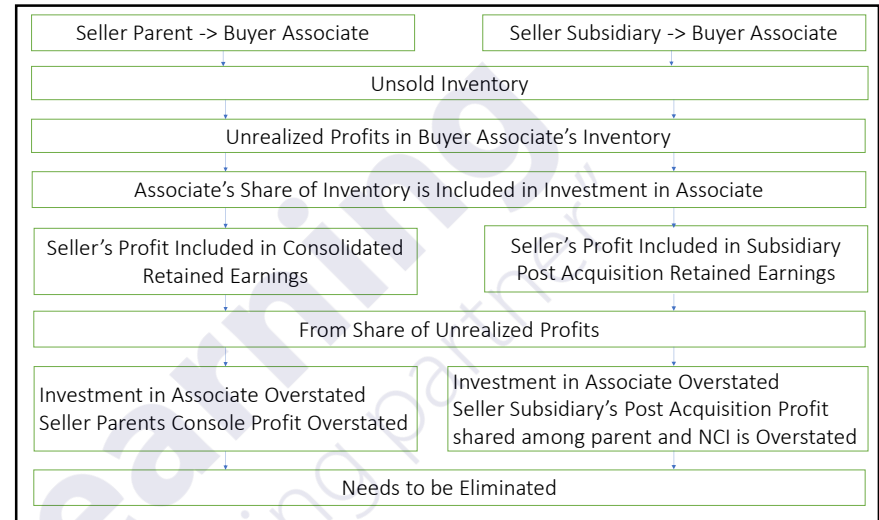 Seller Parent -> Buyer Associate
Seller Subsidiary -> Buyer Associate
Unsold Inventory
Unrealized Profits in Buyer Associate's Inventory
Associate's Share of Inventory is Included in Investment in Associate
Seller's Profit Included in Consolidated
Retained Earnings
Seller's Profit Included in Subsidiary
Post Acquisition Retained Earnings
From Share of Unrealized Profits
Investment in Associate Overstated
Seller Parents Console Profit Overstated
Investment in Associate Overstated
Seller Subsidiary's Post Acquisition Profit
shared among parent and NCI is Overstated
Needs to be Eliminated
earning
partner"